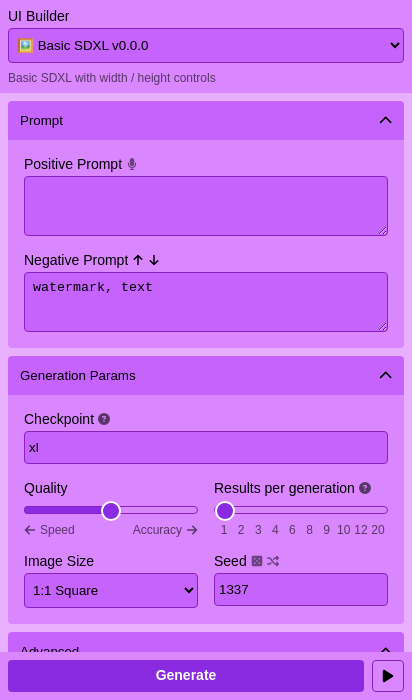 UI Builder
🖼️ Basic SDXL v0.0.0
Basic SDXL with width / height controls
Prompt
Positive Prompt
Negative Prompt ↑ ↓
watermark, text
Generation Params
Checkpoint ?
xl
Quality Results per generation ?
← Speed Accuracy → 1 2 3 4 6 8 9 10 12 20
Image Size Seed
1:1 Square 1337
Advanced
Generate